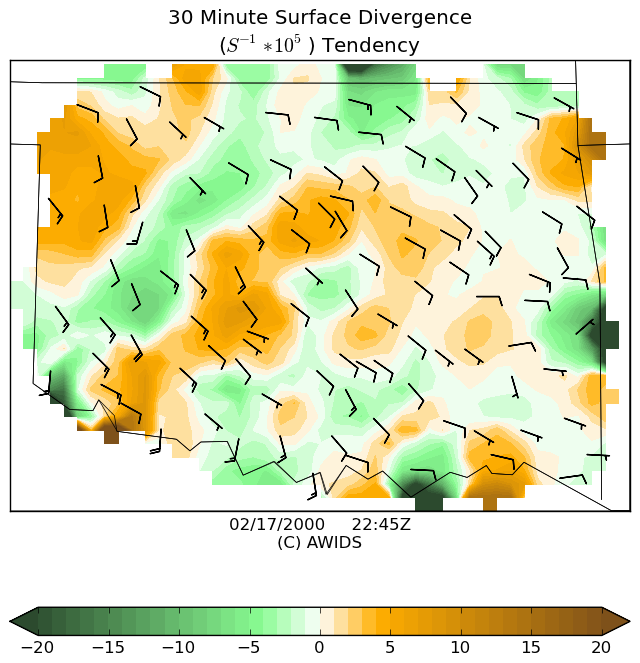 30 Minute Surface Divergence
(S⁻¹ * 10⁵ ) Tendency
02/17/2000 22:45Z
(C) AWIDS
−20 −15 −10 −5 0 5 10 15 20